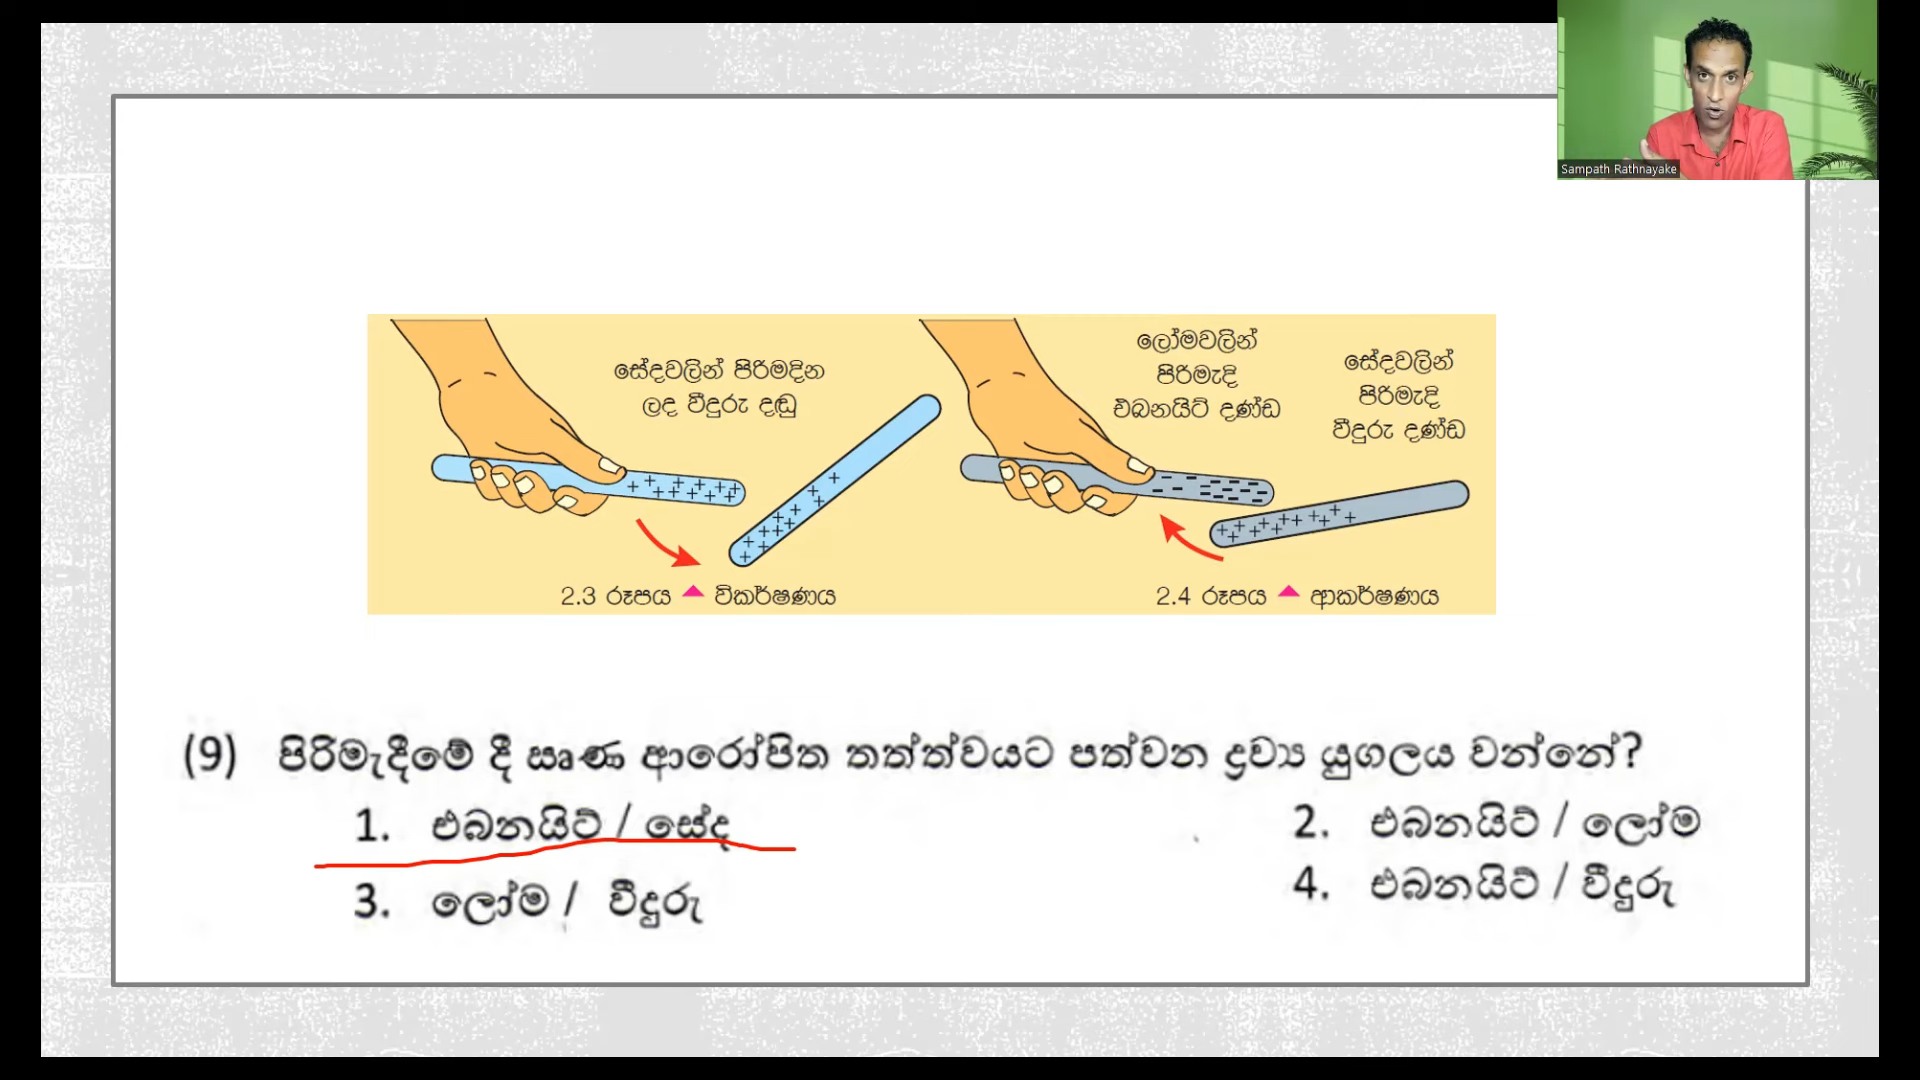 Sampath Rathnayake
සේදවලින් පිරිමදින
ලද වීදුරු දඬු
2.3 රූපය ▲ විකර්ෂණය
ලෝමවලින්
පිරිමැදි
එබනයිට් දණ්ඩ
සේදවලින්
පිරිමැදි
වීදුරු දණ්ඩ
2.4 රූපය ▲ ආකර්ෂණය
(9) පිරිමැදීමේ දී ඍණ ආරෝපිත තත්ත්වයට පත්වන ද්‍රව්‍ය යුගලය වන්නේ?
1. එබනයිට් / සේද
2. එබනයිට් / ලෝම
3. ලෝම / වීදුරු
4. එබනයිට් / වීදුරු